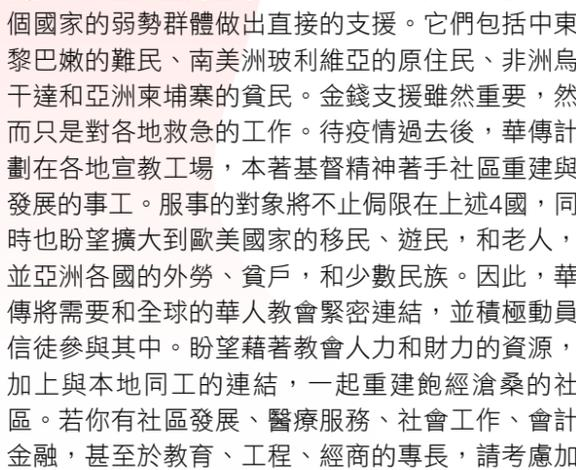 個國家的弱勢群體做出直接的支援。它們包括中東
黎巴嫩的難民、南美洲玻利維亞的原住民、非洲烏
干達和亞洲柬埔寨的貧民。金錢支援雖然重要，然
而只是對各地救急的工作。待疫情過去後，華傳計
劃在各地宣教工場，本著基督精神著手社區重建與
發展的事工。服事的對象將不止侷限在上述4國，同
時也盼望擴大到歐美國家的移民、遊民，和老人，
並亞洲各國的外勞、貧戶，和少數民族。因此，華
傳將需要和全球的華人教會緊密連結，並積極動員
信徒參與其中。盼望藉著教會人力和財力的資源，
加上與本地同工的連結，一起重建飽經滄桑的社
區。若你有社區發展、醫療服務、社會工作、會計
金融，甚至於教育、工程、經商的專長，請考慮加